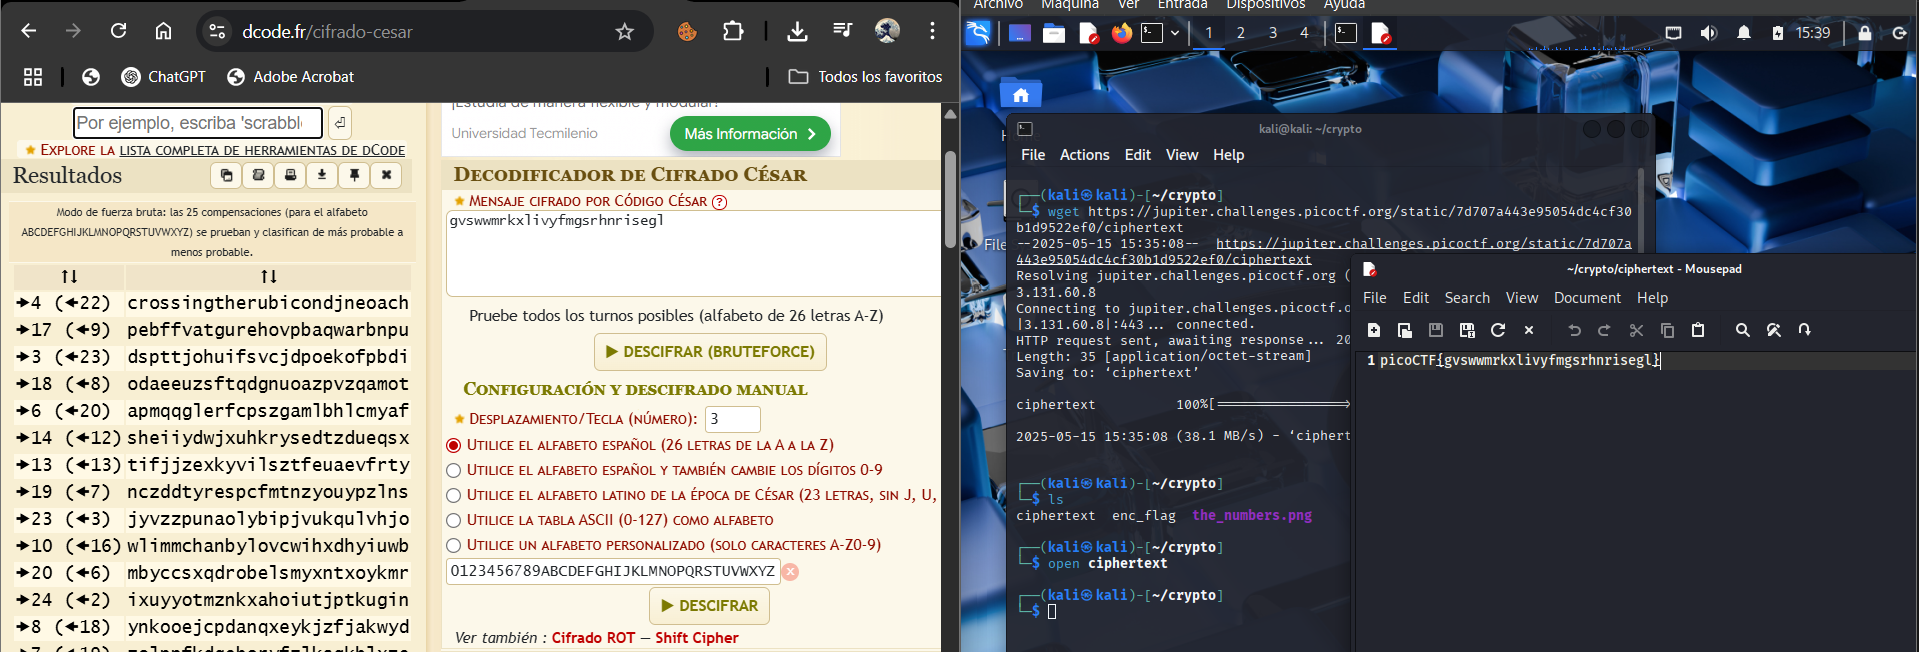 dcode.fr/cifrado-cesar
ChatGPT
Adobe Acrobat
Todos los favoritos
Por ejemplo, escriba 'scrabbl
★ Explore la lista completa de herramientas de dCode
Resultados
Modo de fuerza bruta: las 25 compensaciones (para el alfabeto
ABCDEFGHIJKLMNOPQRSTUVWXYZ) se prueban y clasifican de más probable a
menos probable.
↑↓ ↑↓
➔4 (←22) crossingtherubicondjneoach
➔17 (←9) pebffvatgurehovpbaqwarbnpu
➔3 (←23) dspttjohuifsvcjdpoekofpbdi
➔18 (←8) odaeeuzsftqdgnuoazpvzqamot
➔6 (←20) apmqqglerfcpszgamlbhlcmyaf
➔14 (←12) sheiiydwjxuhkrysedtzdueqsx
➔13 (←13) tifjjzexkyvilsztfeuaevfrty
➔19 (←7) nczddtyrespcfmtnzyouypzlns
➔23 (←3) jyvzzpunaolybipjvukqulvhjo
➔10 (←16) wlimmchanbylovcwihxdhyiuwb
➔20 (←6) mbyccsxqdrobelsmyxntxoykmr
➔24 (←2) ixuyyotmznkxahoiutjptkugin
➔8 (←18) ynkooejcpdanqxeykjzfjakwyd
¡Estudia de manera flexible y modular!
Universidad Tecmilenio
Más Información
Decodificador de Cifrado César
★ Mensaje cifrado por Código César (?)
gvswwmrkxlivyfmgsrhnrisegl
Pruebe todos los turnos posibles (alfabeto de 26 letras A-Z)
▶ DESCIFRAR (BRUTEFORCE)
Configuración y descifrado manual
★ Desplazamiento/Tecla (número): 3
Utilice el alfabeto español (26 letras de la A a la Z)
Utilice el alfabeto español y también cambie los dígitos 0-9
Utilice el alfabeto latino de la época de César (23 letras, sin J, U,
Utilice la tabla ASCII (0-127) como alfabeto
Utilice un alfabeto personalizado (solo caracteres A-Z0-9)
0123456789ABCDEFGHIJKLMNOPQRSTUVWXYZ
▶ DESCIFRAR
Ver también : Cifrado ROT — Shift Cipher
Archivo Máquina Ver Entrada Dispositivos Ayuda
1 2 3 4
15:39
kali@kali: ~/crypto
File Actions Edit View Help
┌──(kali㉿kali)-[~/crypto]
└─$ wget https://jupiter.challenges.picoctf.org/static/7d707a443e95054dc4cf30
b1d9522ef0/ciphertext
--2025-05-15 15:35:08-- https://jupiter.challenges.picoctf.org/static/7d707a
443e95054dc4cf30b1d9522ef0/ciphertext
Resolving jupiter.challenges.picoctf.org (
3.131.60.8
Connecting to jupiter.challenges.picoctf.o
|3.131.60.8|:443... connected.
HTTP request sent, awaiting response... 20
Length: 35 [application/octet-stream]
Saving to: ‘ciphertext’
ciphertext 100%[===================>
2025-05-15 15:35:08 (38.1 MB/s) - ‘ciphert
┌──(kali㉿kali)-[~/crypto]
└─$ ls
ciphertext enc_flag the_numbers.png
┌──(kali㉿kali)-[~/crypto]
└─$ open ciphertext
┌──(kali㉿kali)-[~/crypto]
└─$
~/crypto/ciphertext - Mousepad
File Edit Search View Document Help
1 picoCTF{gvswwmrkxlivyfmgsrhnrisegl}